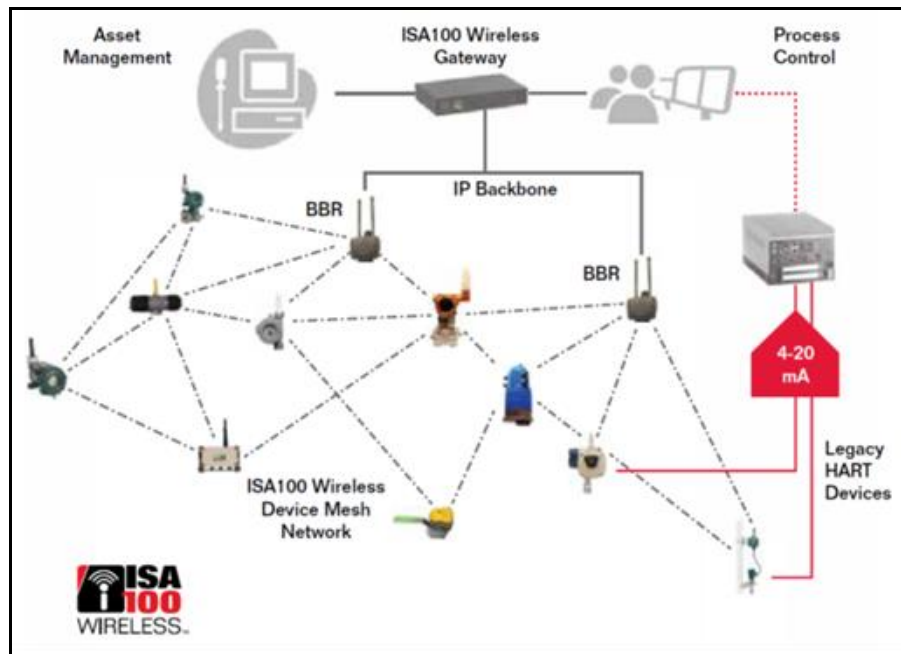 Asset
Management
ISA100 Wireless
Gateway
Process
Control
IP Backbone
BBR
BBR
4-20
mA
Legacy
HART
Devices
ISA100 Wireless
Device Mesh
Network
ISA
100
WIRELESS